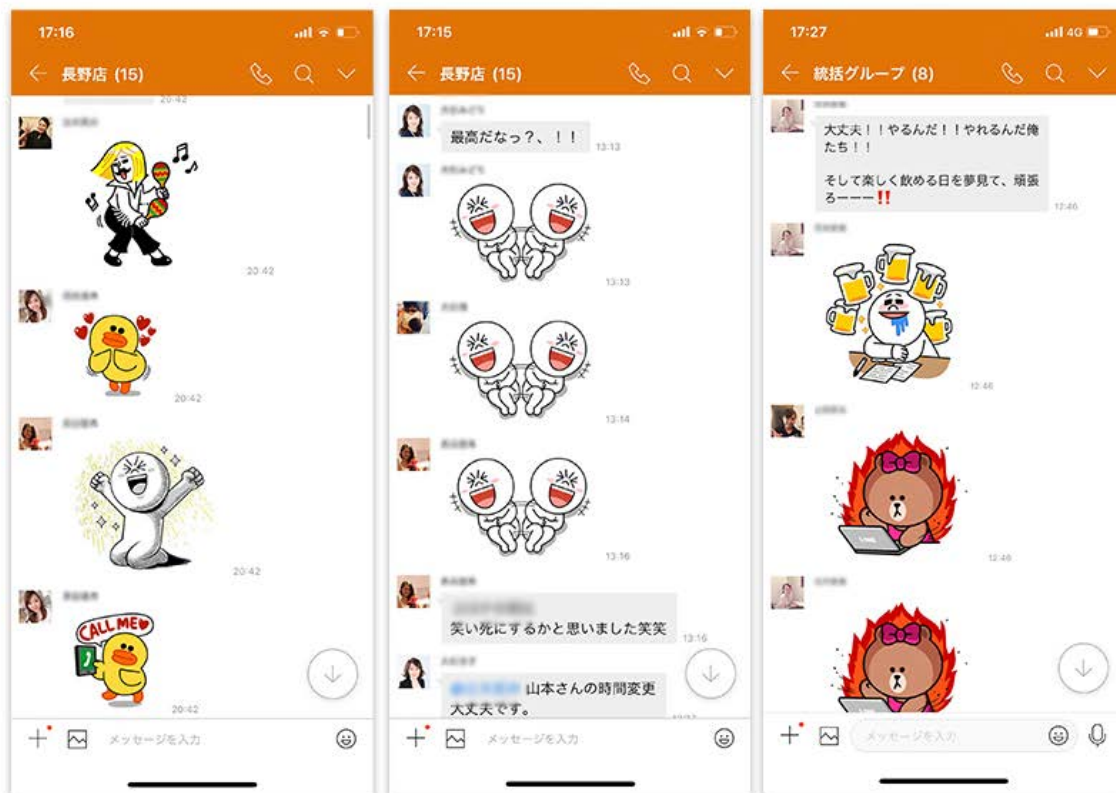 17:16
長野店 (15)
20:42
20:42
20:42
20:42
CALL ME
20:42
メッセージを入力
17:15
長野店 (15)
最高だなっ?、!!
13:13
13:13
13:14
13:16
笑い死にするかと思いました笑笑
13:16
山本さんの時間変更
大丈夫です。
メッセージを入力
17:27
4G
統括グループ (8)
大丈夫!!やるんだ!!やれるんだ俺
たち!!
そして楽しく飲める日を夢見て、頑張
ろーーー‼️
12:46
12:46
LINE
12:46
メッセージを入力